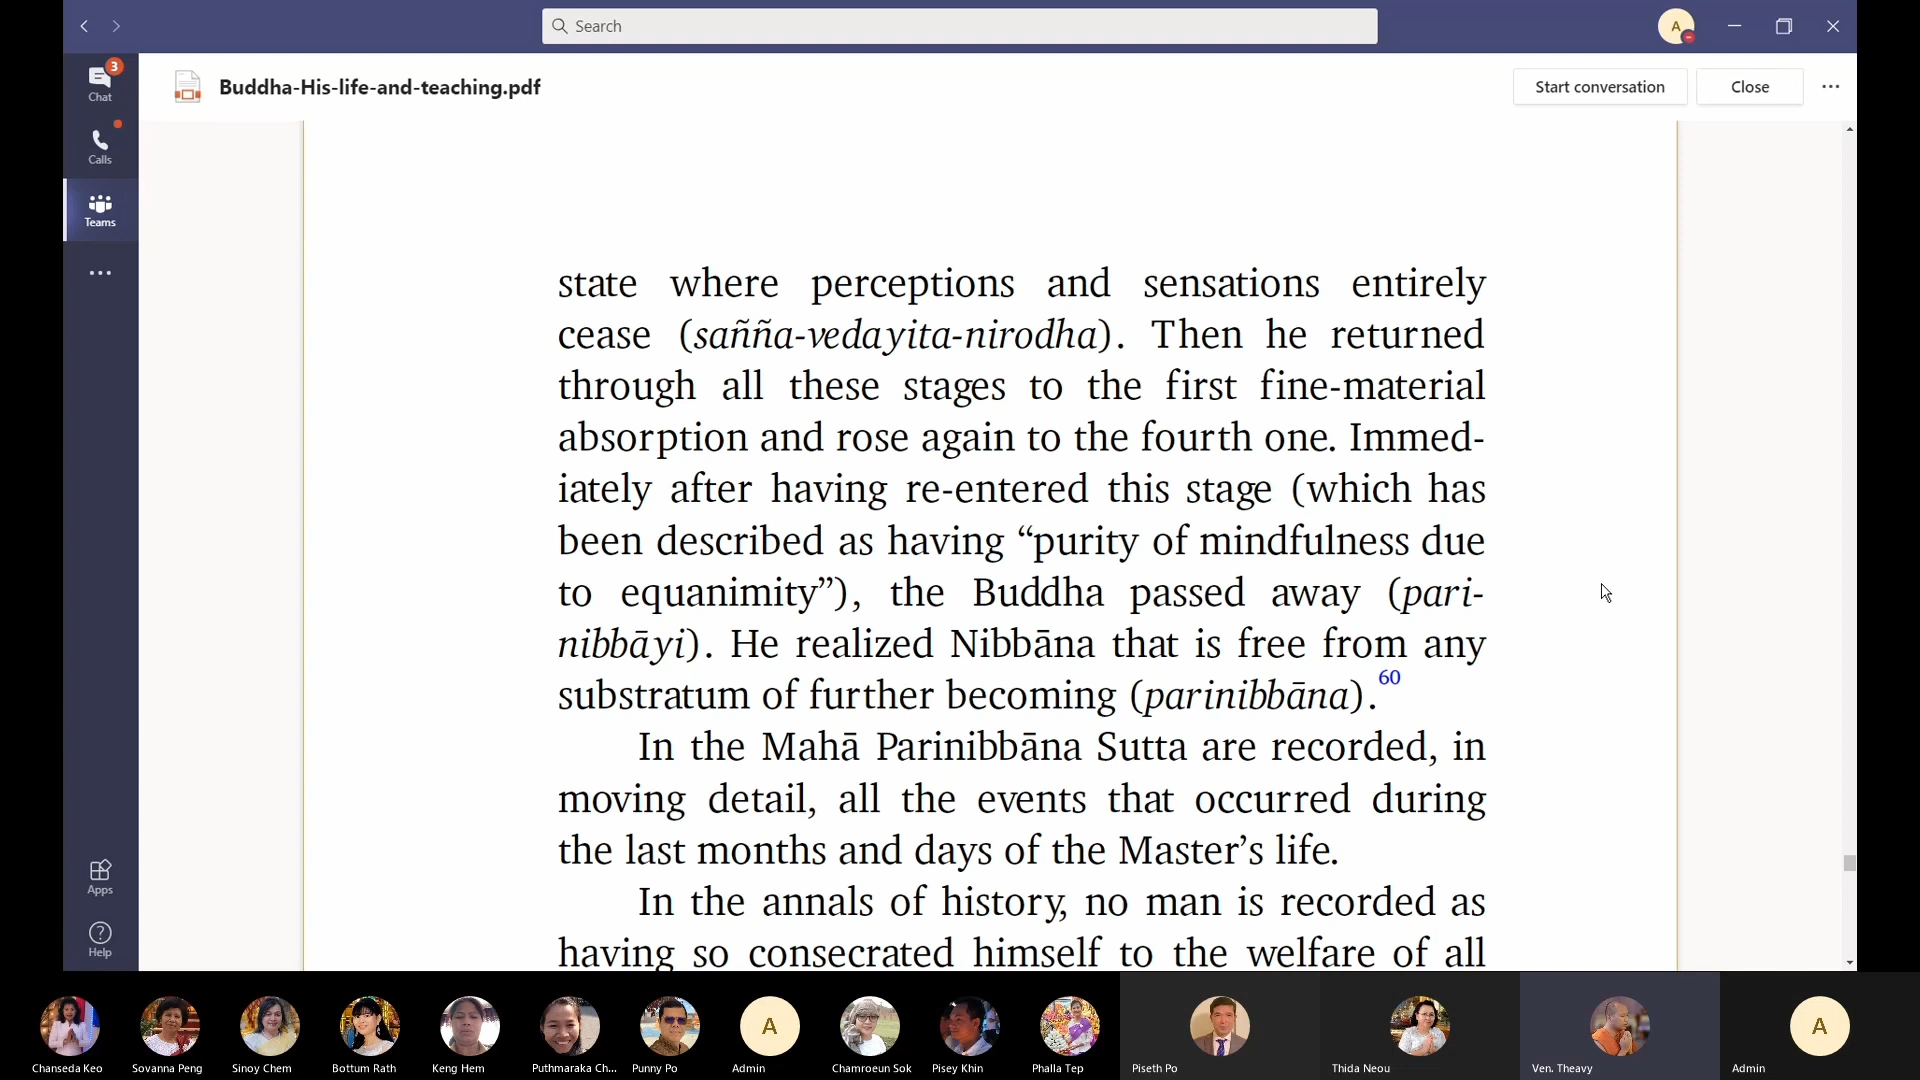 Search
A
3
Chat
Calls
Teams
Apps
Help
Buddha-His-life-and-teaching.pdf
Start conversation
Close
state where perceptions and sensations entirely
cease (sañña-vedayita-nirodha). Then he returned
through all these stages to the first fine-material
absorption and rose again to the fourth one. Immed-
iately after having re-entered this stage (which has
been described as having “purity of mindfulness due
to equanimity”), the Buddha passed away (pari-
nibbāyi). He realized Nibbāna that is free from any
substratum of further becoming (parinibbāna).60
In the Mahā Parinibbāna Sutta are recorded, in
moving detail, all the events that occurred during
the last months and days of the Master’s life.
In the annals of history, no man is recorded as
having so consecrated himself to the welfare of all
A
A
Chanseda Keo
Sovanna Peng
Sinoy Chem
Bottum Rath
Keng Hem
Puthmaraka Ch...
Punny Po
Admin
Chamroeun Sok
Pisey Khin
Phalla Tep
Piseth Po
Thida Neou
Ven. Theavy
Admin